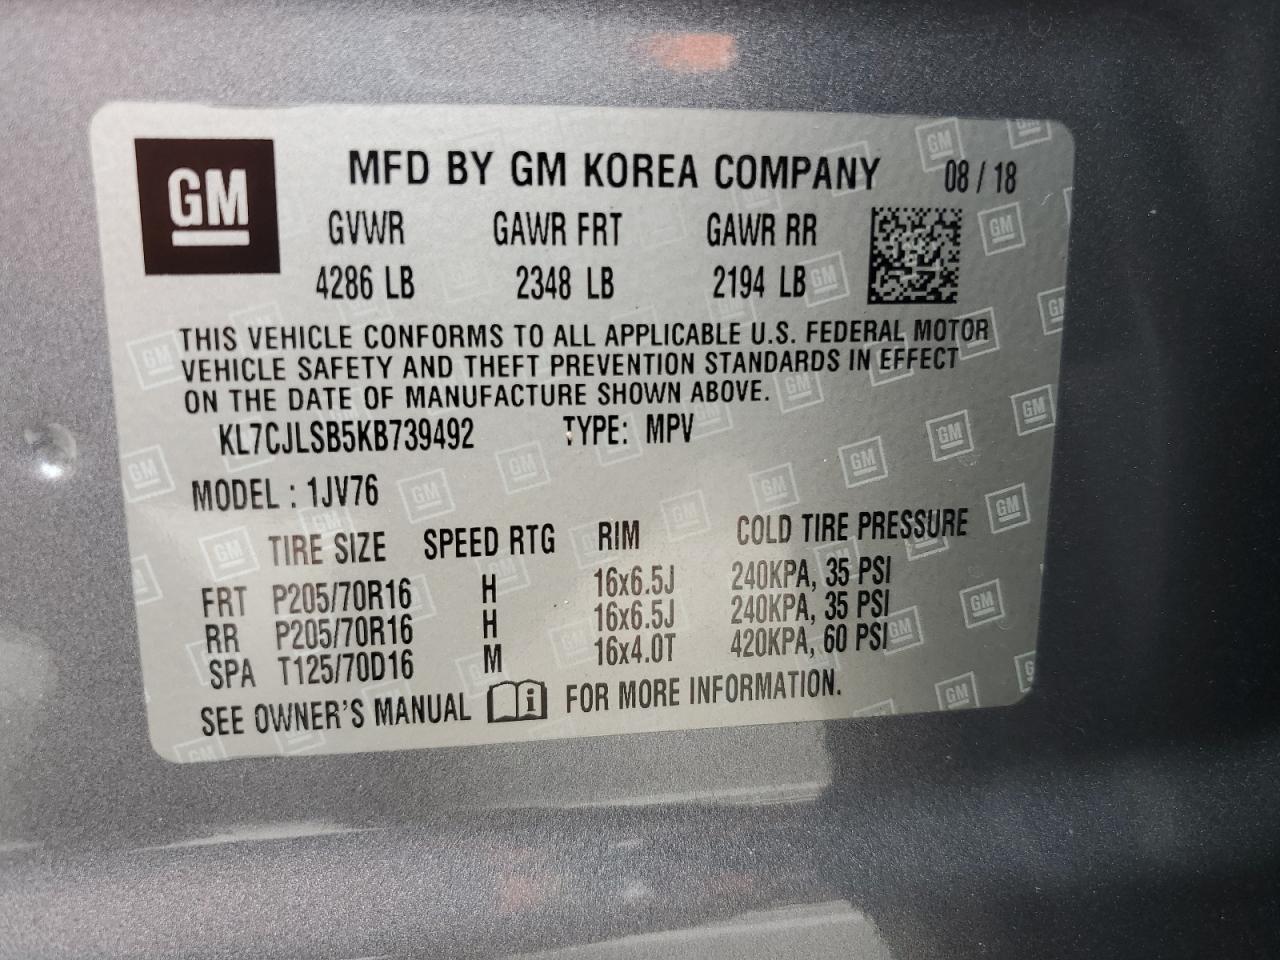 GM
MFD BY GM KOREA COMPANY 08 / 18
GVWR GAWR FRT GAWR RR
4286 LB 2348 LB 2194 LB
THIS VEHICLE CONFORMS TO ALL APPLICABLE U.S. FEDERAL MOTOR
VEHICLE SAFETY AND THEFT PREVENTION STANDARDS IN EFFECT
ON THE DATE OF MANUFACTURE SHOWN ABOVE.
KL7CJLSB5KB739492 TYPE: MPV
MODEL : 1JV76
TIRE SIZE SPEED RTG RIM COLD TIRE PRESSURE
FRT P205/70R16 H 16x6.5J 240KPA, 35 PSI
RR P205/70R16 H 16x6.5J 240KPA, 35 PSI
SPA T125/70D16 M 16x4.0T 420KPA, 60 PSI
SEE OWNER'S MANUAL i FOR MORE INFORMATION.